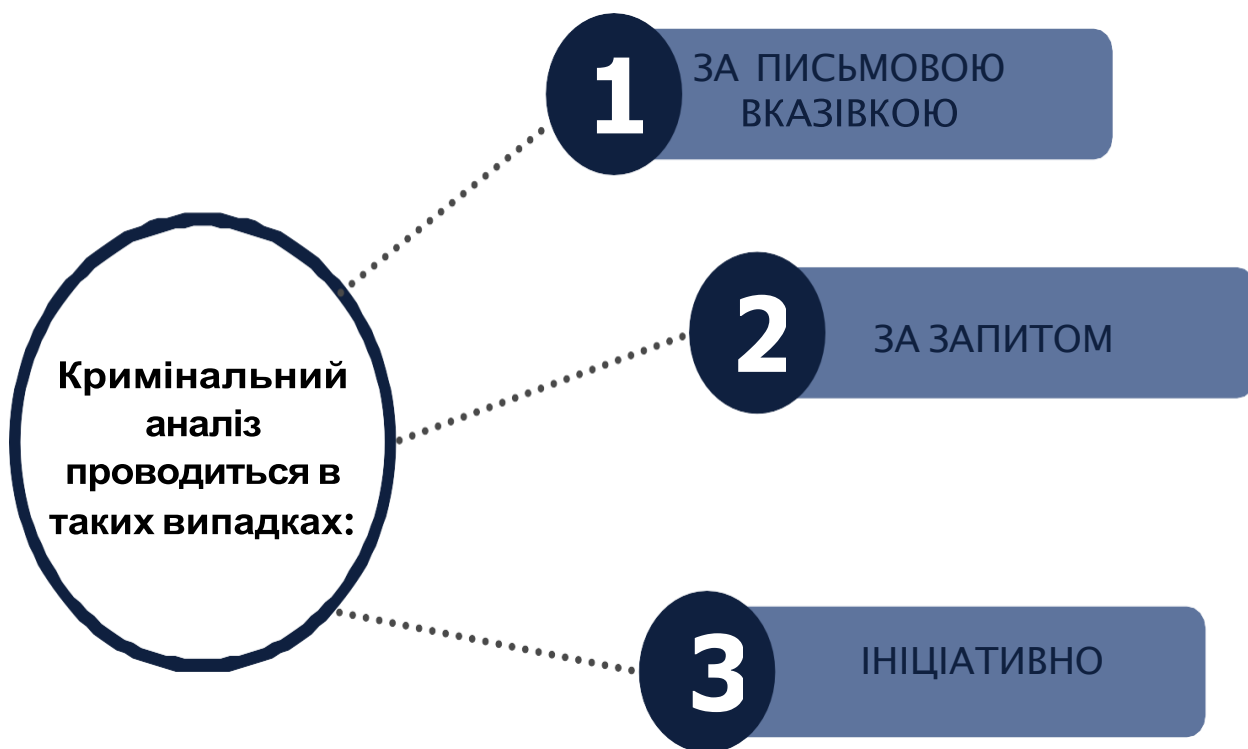 Кримінальний
аналіз
проводиться в
таких випадках:
1
ЗА ПИСЬМОВОЮ
ВКАЗІВКОЮ
2
ЗА ЗАПИТОМ
3
ІНІЦІАТИВНО